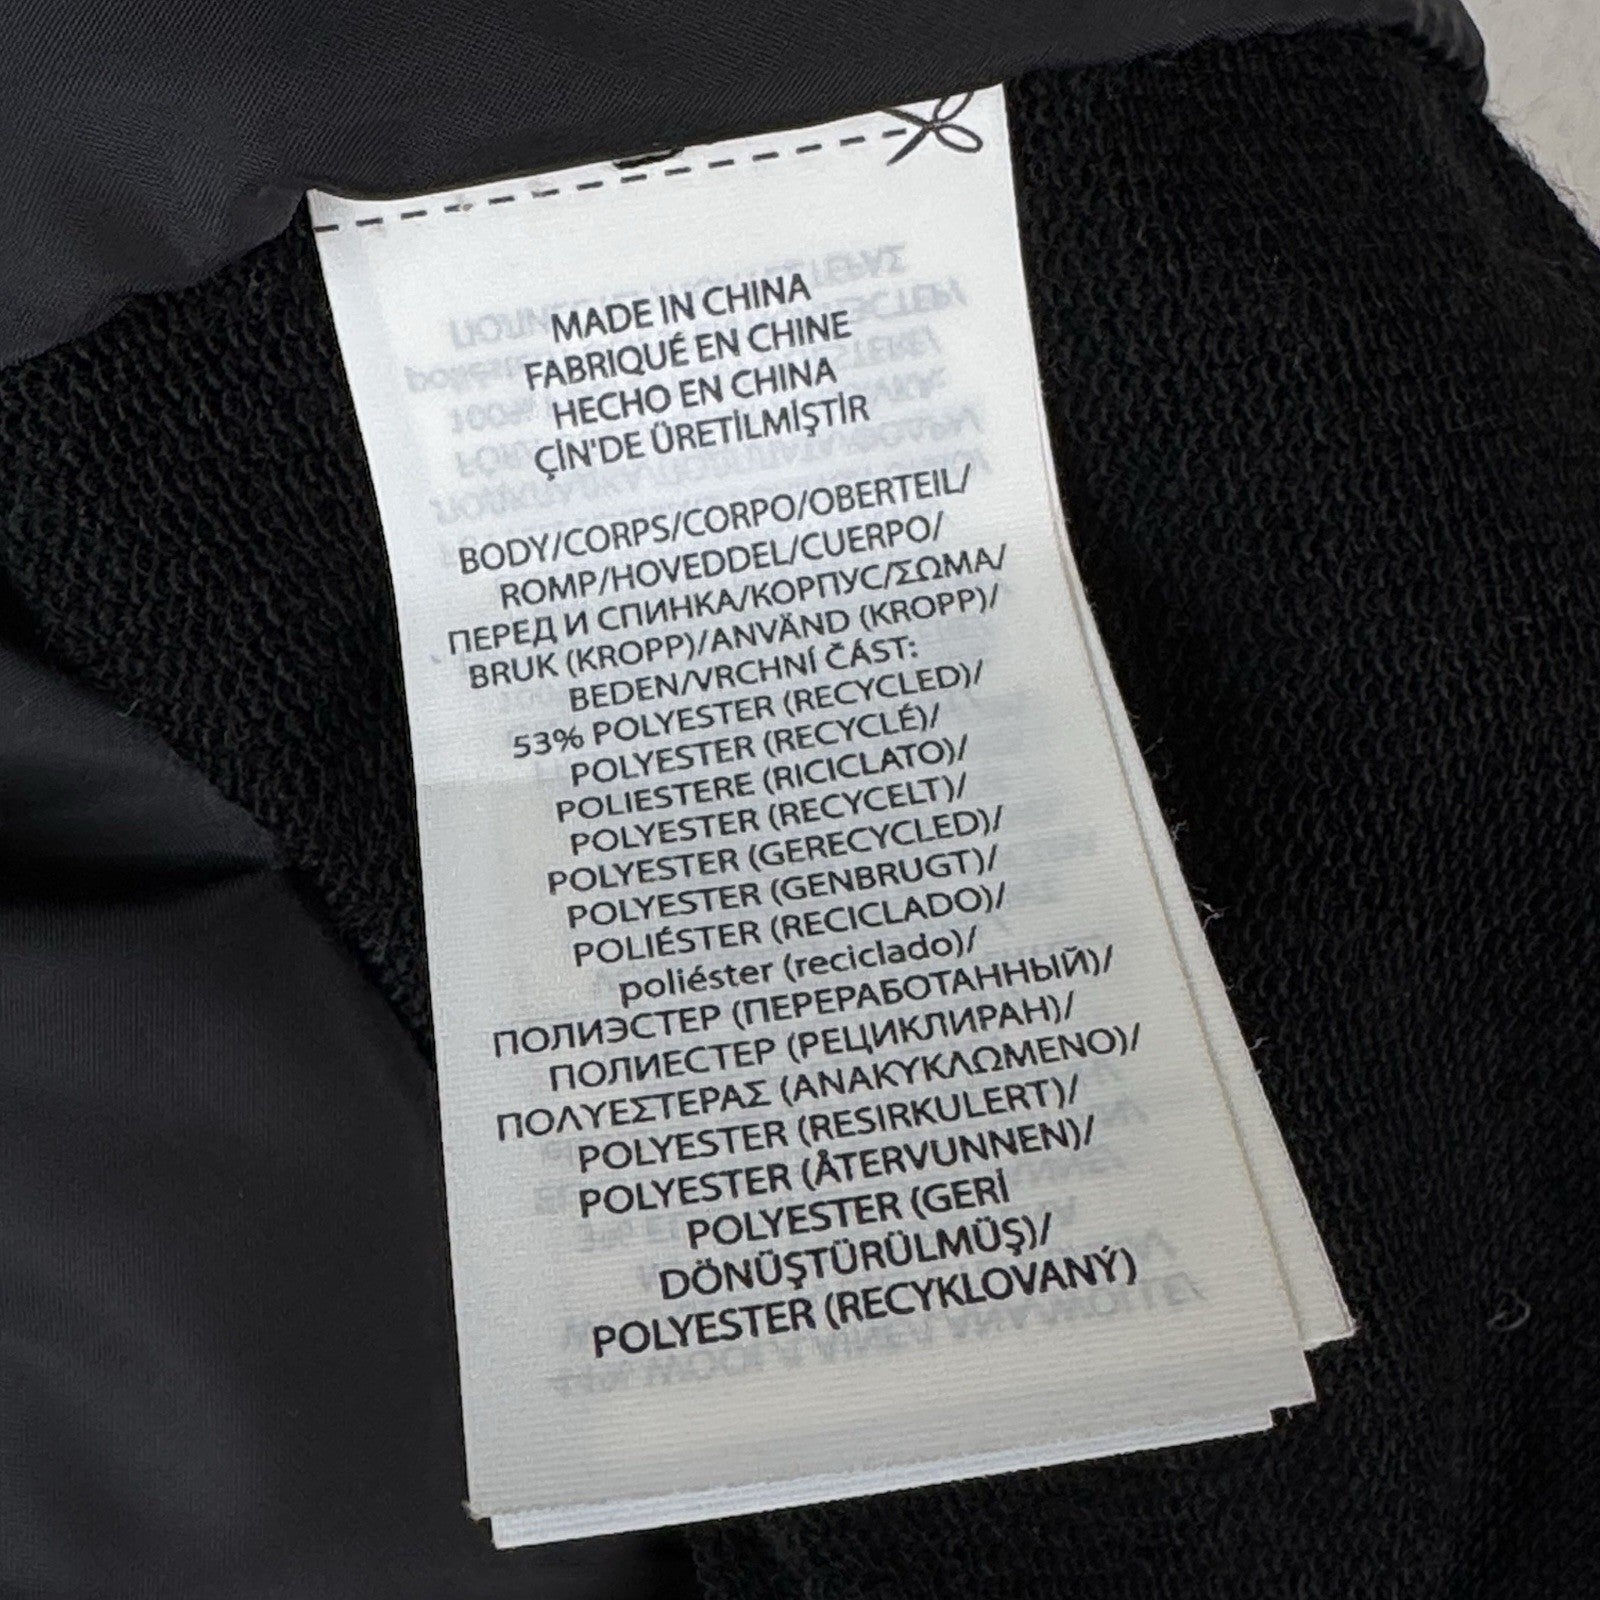 MADE IN CHINA
FABRIQUÉ EN CHINE
HECHO EN CHINA
ÇİN'DE ÜRETİLMİŞTİR
BODY/CORPS/CORPO/OBERTEIL/
ROMP/HOVEDDEL/CUERPO/
ПЕРЕД И СПИНКА/КОРПУС/ΣΩΜΑ/
BRUK (KROPP)/ANVÄND (KROPP)/
BEDEN/VRCHNÍ ČÁST:
53% POLYESTER (RECYCLED)/
POLYESTER (RECYCLÉ)/
POLIESTERE (RICICLATO)/
POLYESTER (RECYCELT)/
POLYESTER (GERECYCLED)/
POLYESTER (GENBRUGT)/
POLIÉSTER (RECICLADO)/
poliéster (reciclado)/
ПОЛИЭСТЕР (ПЕРЕРАБОТАННЫЙ)/
ПОЛИЕСТЕР (РЕЦИКЛИРАН)/
ΠΟΛΥΕΣΤΕΡΑΣ (ΑΝΑΚΥΚΛΩΜΕΝΟ)/
POLYESTER (RESIRKULERT)/
POLYESTER (ÅTERVUNNEN)/
POLYESTER (GERİ
DÖNÜŞTÜRÜLMÜŞ)/
POLYESTER (RECYKLOVANÝ)